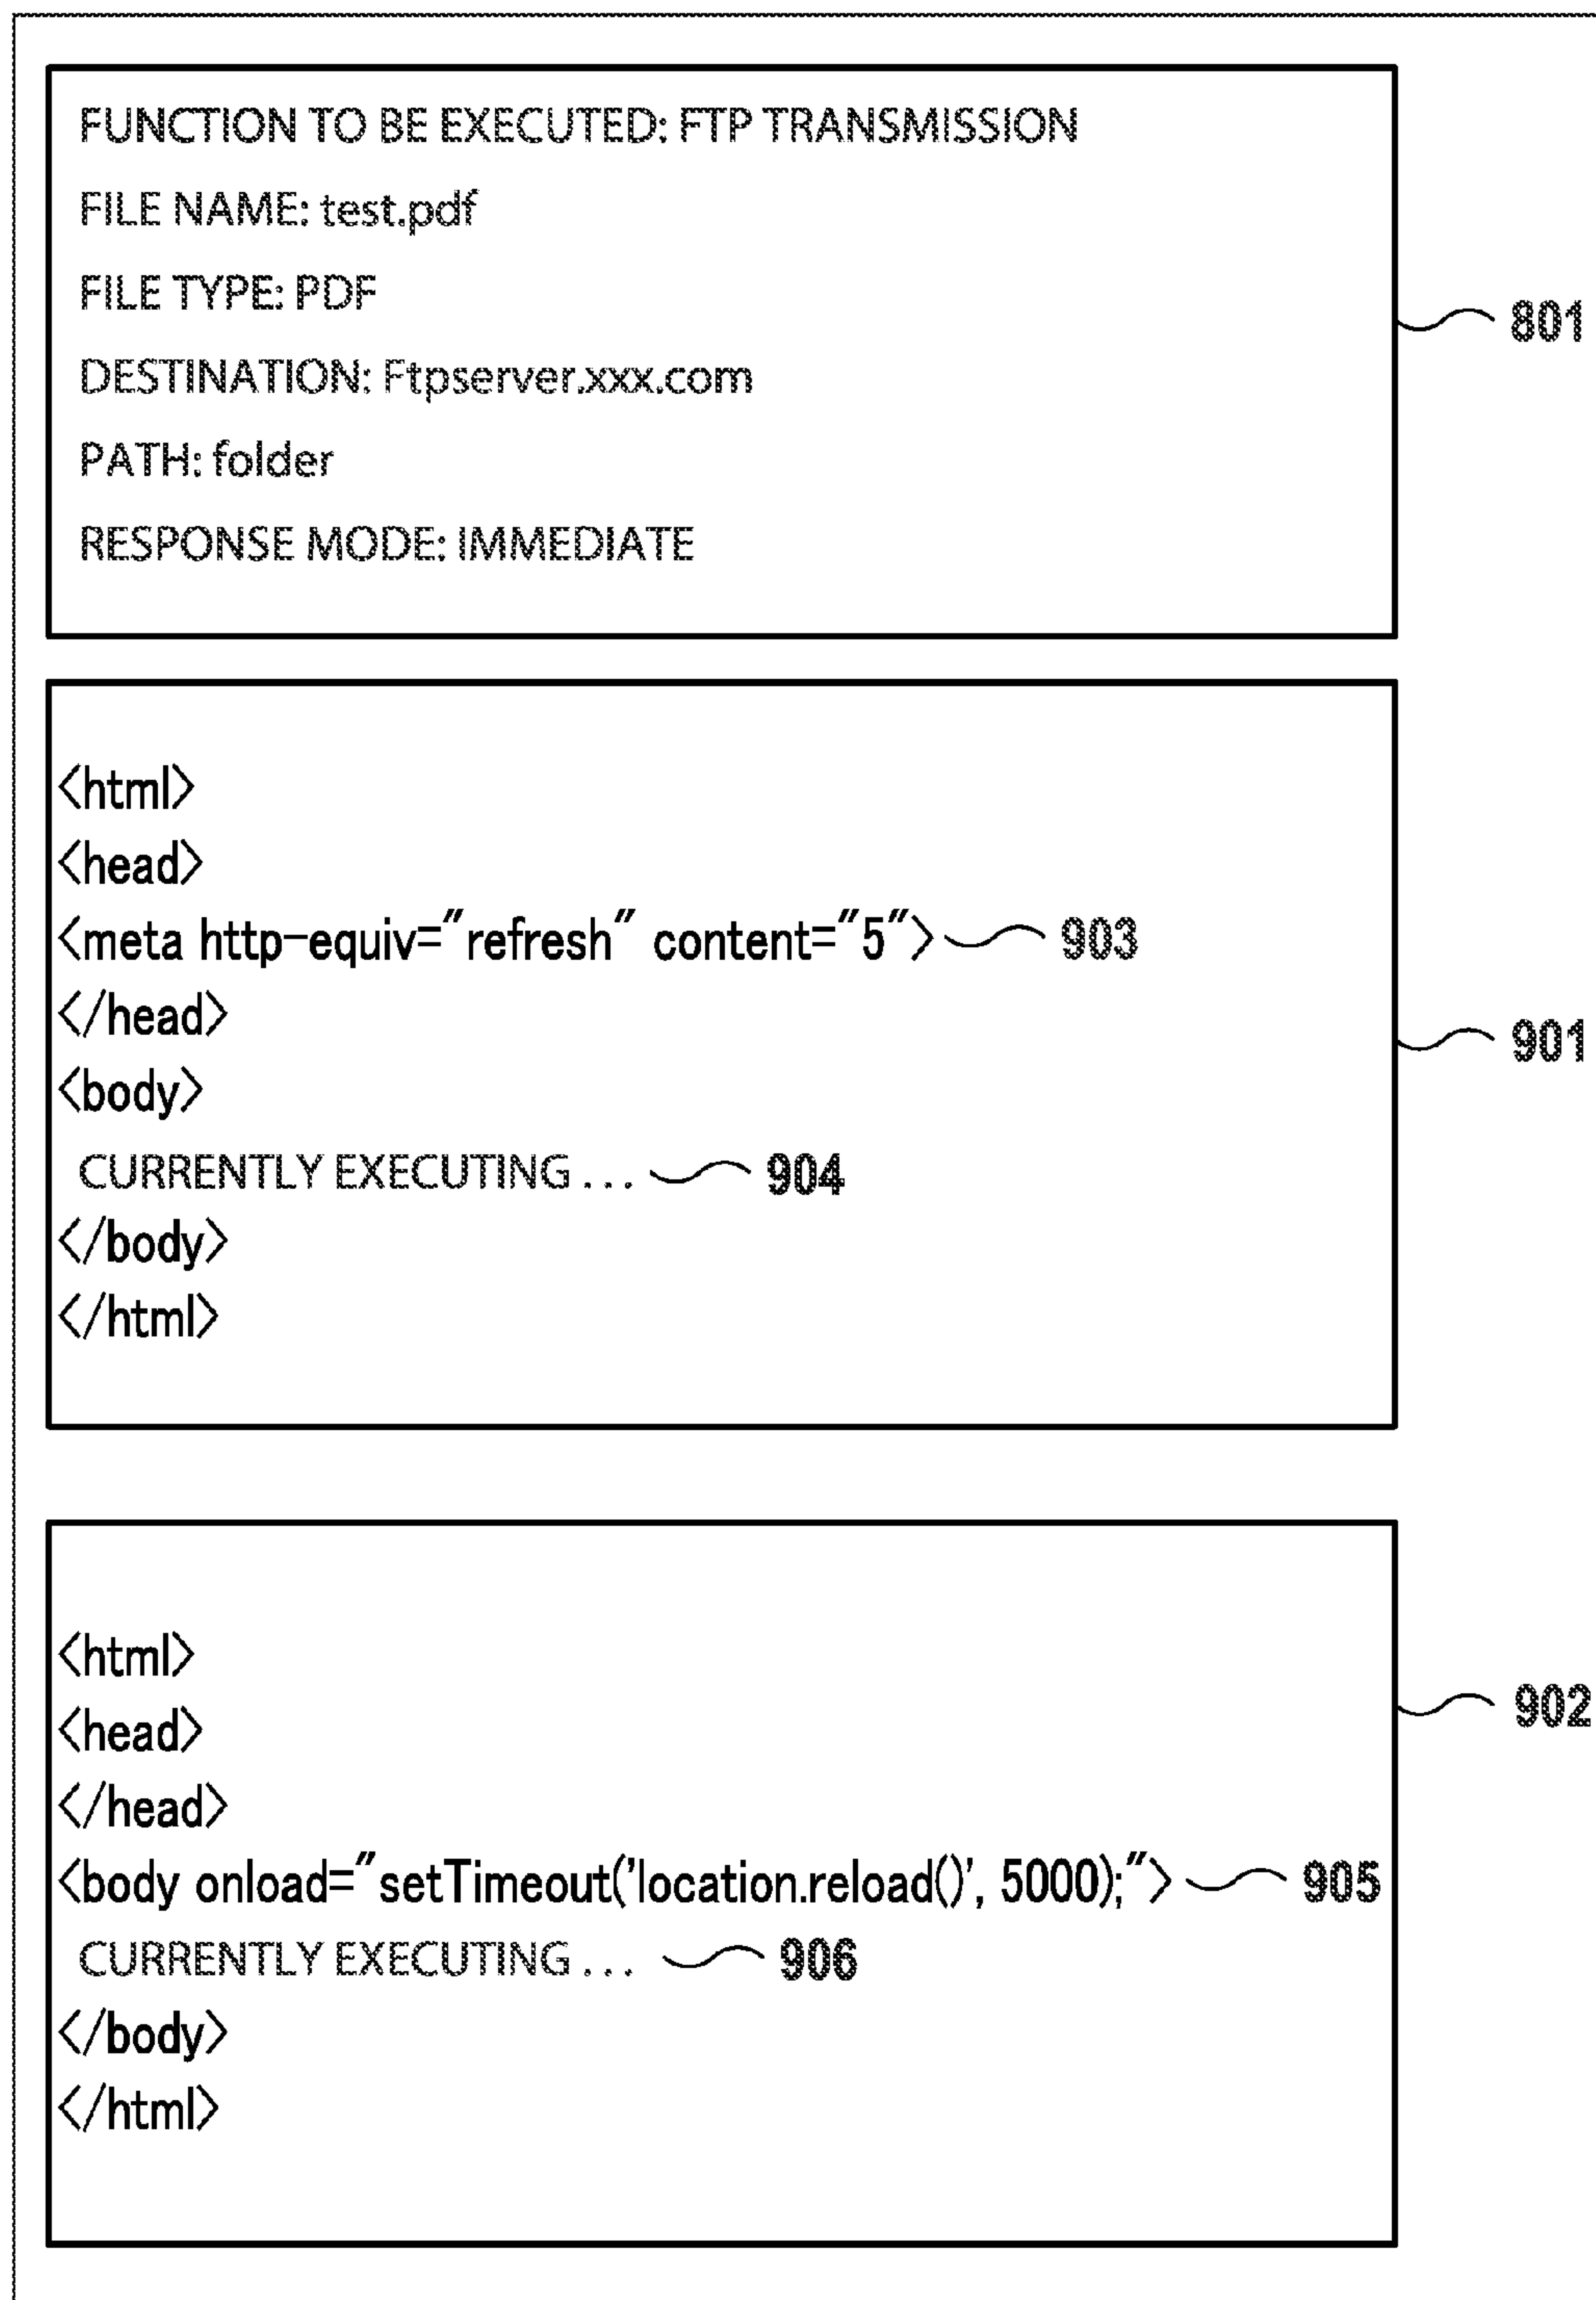 FUNCTION TO BE EXECUTED: FTP TRANSMISSION
FILE NAME: test.pdf
FILE TYPE: PDF
DESTINATION: Ftpserver.xxx.com
PATH: folder
RESPONSE MODE: IMMEDIATE
801
<html>
<head>
<meta http-equiv="refresh" content="5"> 903
</head>
901
<body>
CURRENTLY EXECUTING . . . 904
</body>
</html>
<html>
902
<head>
</head>
<body onload="setTimeout('location.reload()', 5000);"> 905
CURRENTLY EXECUTING . . . 906
</body>
</html>